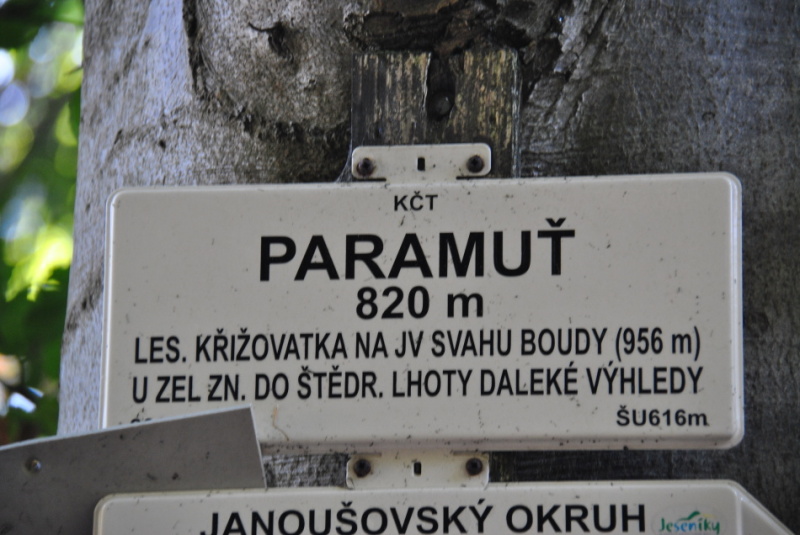 KČT
PARAMUŤ
820 m
LES. KŘIŽOVATKA NA JV SVAHU BOUDY (956 m)
U ZEL ZN. DO ŠTĚDR. LHOTY DALEKÉ VÝHLEDY
ŠU616m
JANOUŠOVSKÝ OKRUH
Jeseníky